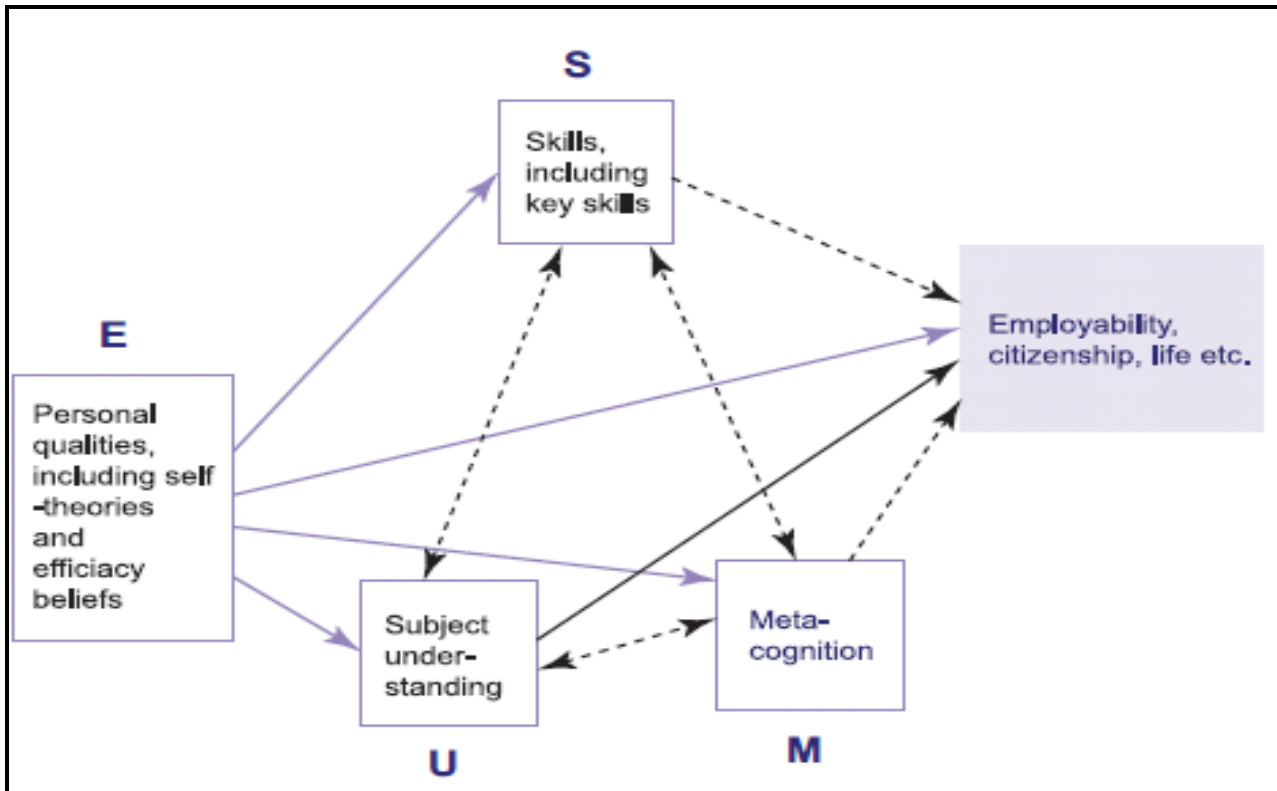 S
Skills,
including
key skills
E
Personal
qualities,
including self
-theories
and
efficiacy
beliefs
Employability,
citizenship, life etc.
Subject
under-
standing
U
Meta-
cognition
M